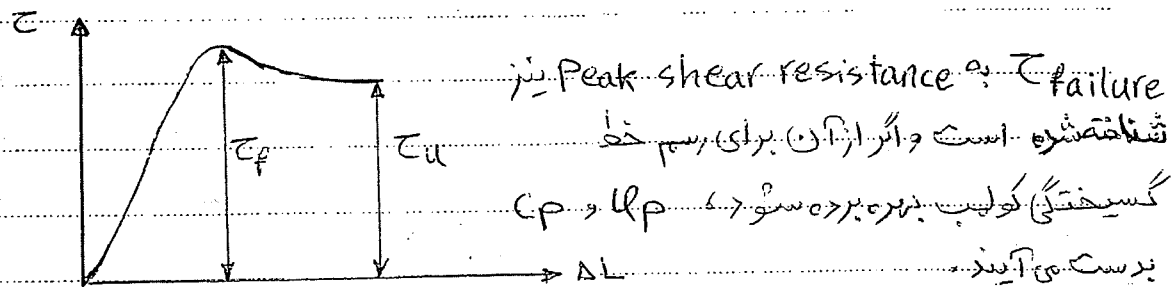 τ
τ failure به Peak shear resistance نیز
شناخته شده است و اگر از آن برای رسم خط
گسیختگی کولمب بهره برده شود، φp و Cp
بدست می آیند.
τf
τu
ΔL